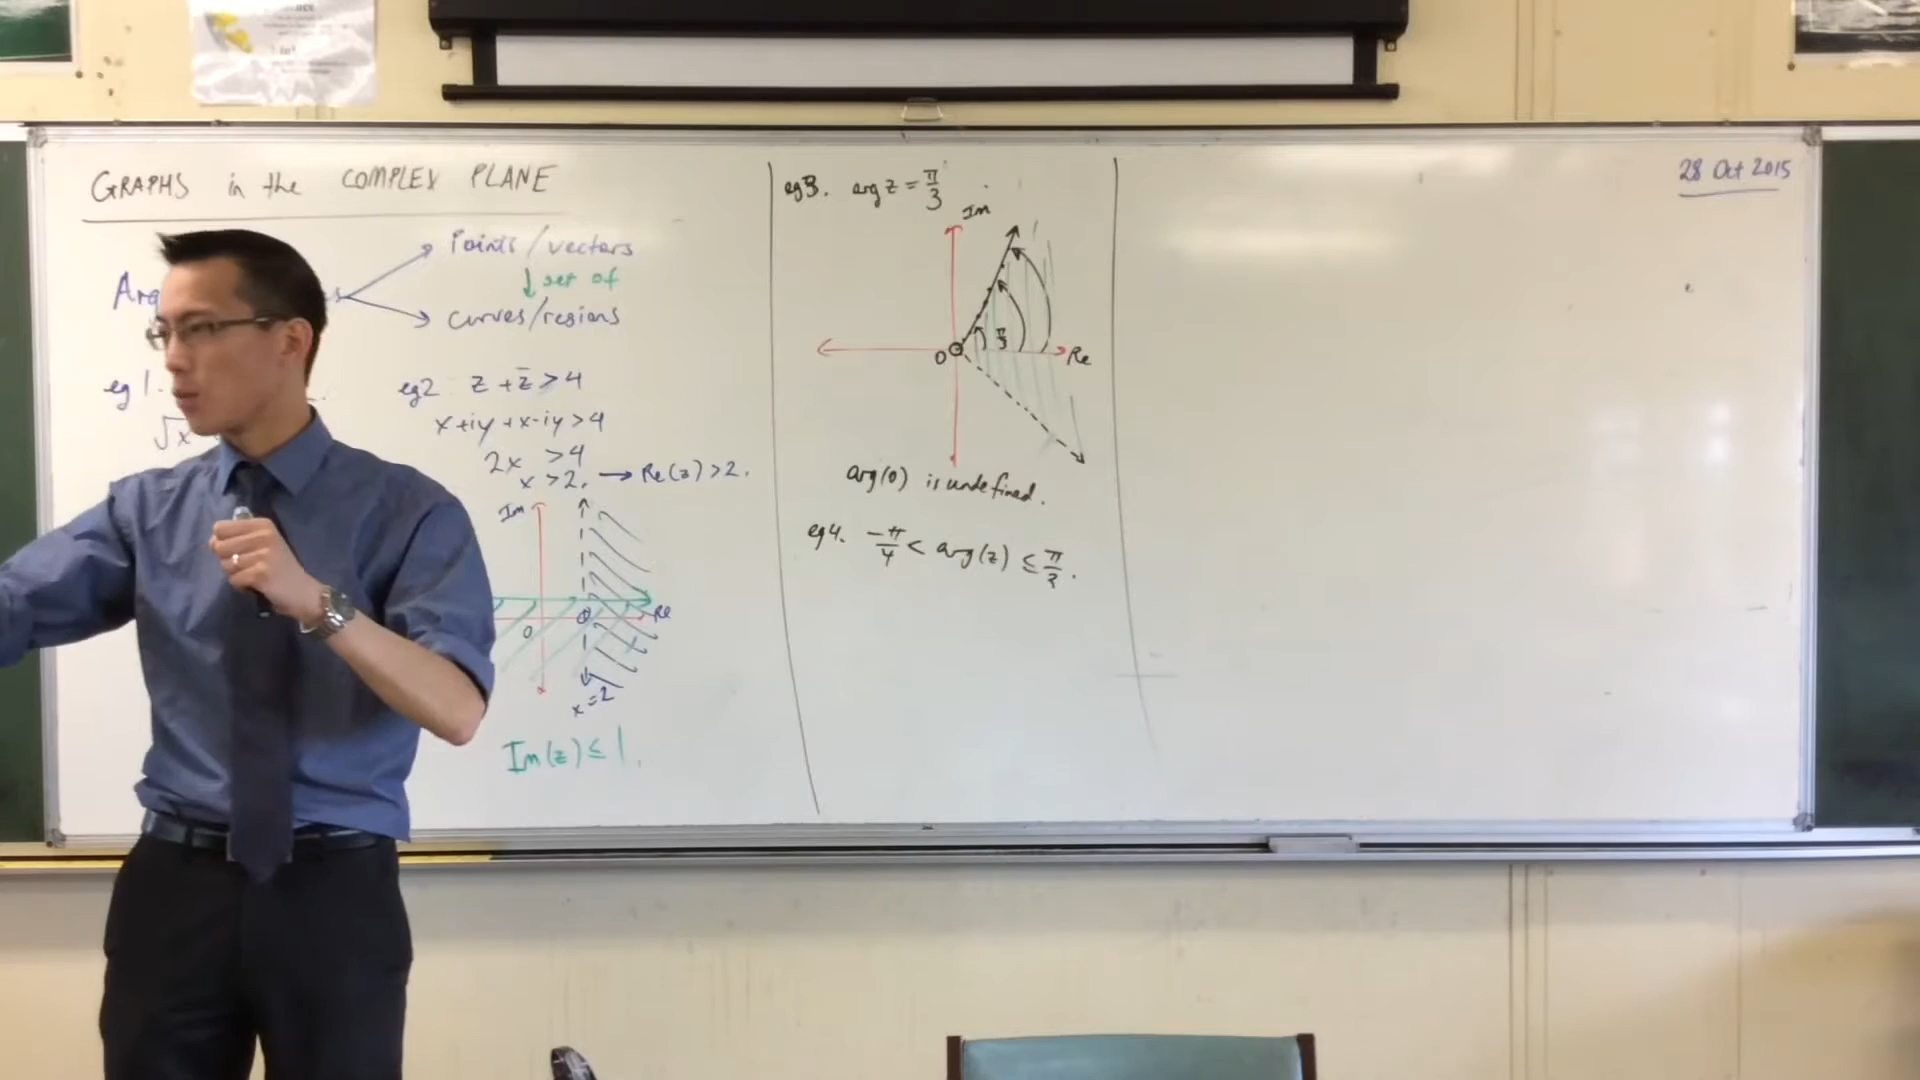 GRAPHS in the COMPLEX PLANE
28 Oct 2015
Points/vectors
↓ set of
curves/regions
eg 1.
eg2 z + z̄ > 4
x+iy + x-iy > 4
2x > 4
x > 2. → Re(z) > 2.
Im
Re
0
x = 2
Im(z) ≤ 1.
eg3. arg z = π/3
Im
π/3
0
Re
arg(0) is undefined.
eg4. -π/4 < arg(z) ≤ π/3.